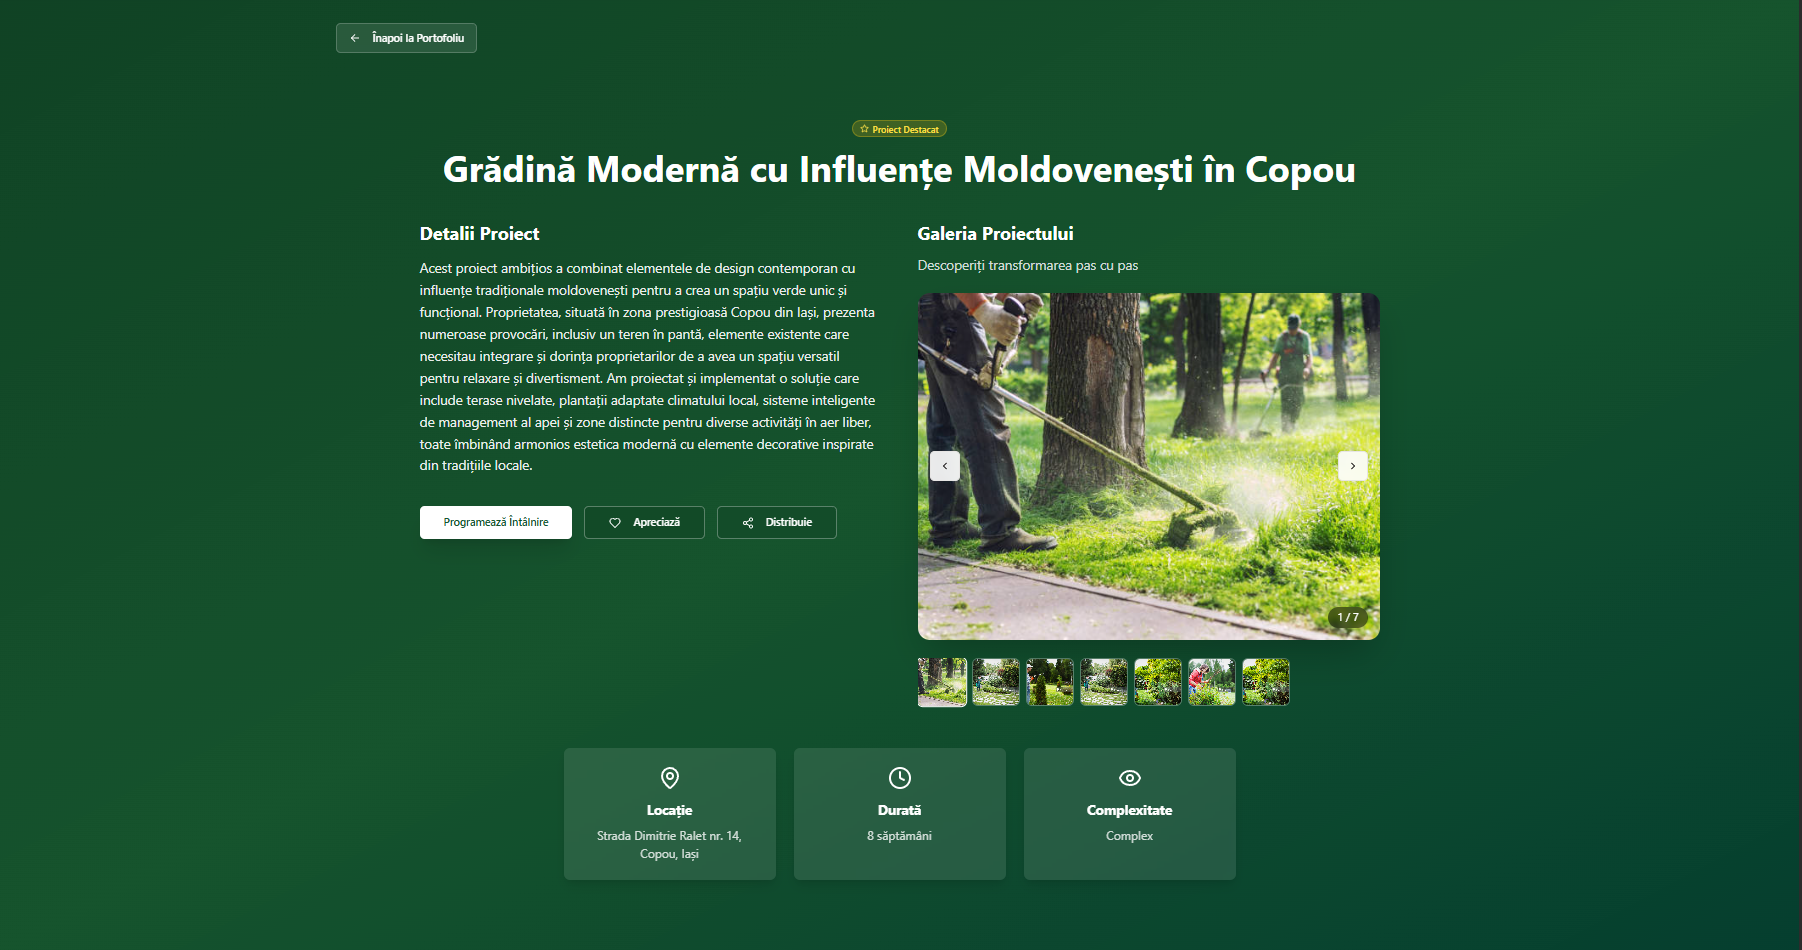 Înapoi la Portofoliu
Proiect Destacat
Grădină Modernă cu Influențe Moldovenești în Copou
Detalii Proiect
Acest proiect ambițios a combinat elementele de design contemporan cu
influențe tradiționale moldovenești pentru a crea un spațiu verde unic și
funcțional. Proprietatea, situată în zona prestigioasă Copou din Iași, prezenta
numeroase provocări, inclusiv un teren în pantă, elemente existente care
necesitau integrare și dorința proprietarilor de a avea un spațiu versatil
pentru relaxare și divertisment. Am proiectat și implementat o soluție care
include terase nivelate, plantații adaptate climatului local, sisteme inteligente
de management al apei și zone distincte pentru diverse activități în aer liber,
toate îmbinând armonios estetica modernă cu elemente decorative inspirate
din tradițiile locale.
Programează Întâlnire
Apreciază
Distribuie
Galeria Proiectului
Descoperiți transformarea pas cu pas
1 / 7
Locație
Strada Dimitrie Ralet nr. 14,
Copou, Iași
Durată
8 săptămâni
Complexitate
Complex